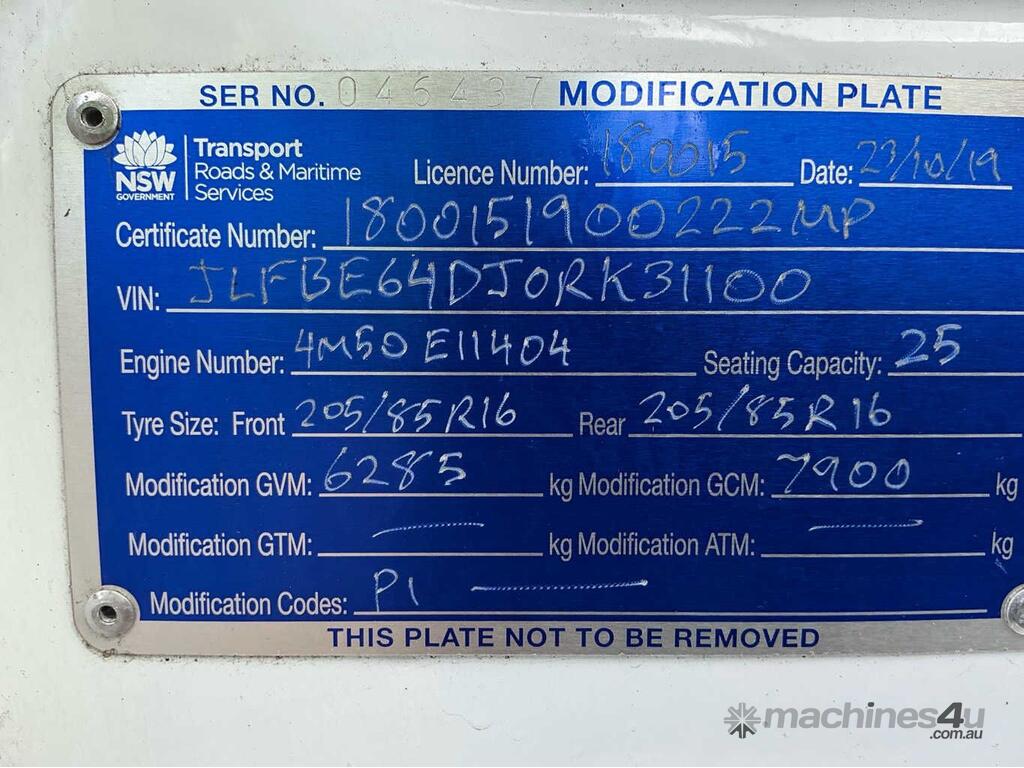 SER NO. 046437 MODIFICATION PLATE
NSW GOVERNMENT
Transport
Roads & Maritime
Services
Licence Number: 180015 Date: 23/10/19
Certificate Number: 1800151900222MP
VIN: JLFBE64DJ0RK31100
Engine Number: 4M50 E11404 Seating Capacity: 25
Tyre Size: Front 205/85R16 Rear 205/85R16
Modification GVM: 6285 kg Modification GCM: 7900 kg
Modification GTM: — kg Modification ATM: — kg
Modification Codes: P1 —
THIS PLATE NOT TO BE REMOVED
machines4u
.com.au